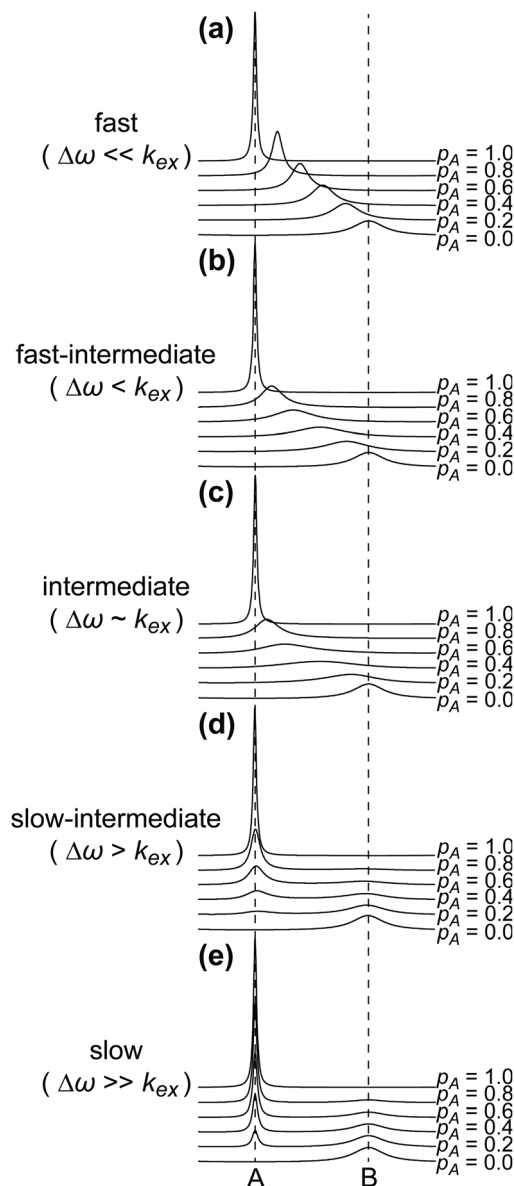 (a)
fast
( Δω << kex)
pA = 1.0
pA = 0.8
pA = 0.6
pA = 0.4
pA = 0.2
pA = 0.0
(b)
fast-intermediate
( Δω < kex)
pA = 1.0
pA = 0.8
pA = 0.6
pA = 0.4
pA = 0.2
pA = 0.0
(c)
intermediate
( Δω ~ kex)
pA = 1.0
pA = 0.8
pA = 0.6
pA = 0.4
pA = 0.2
pA = 0.0
(d)
slow-intermediate
( Δω > kex)
pA = 1.0
pA = 0.8
pA = 0.6
pA = 0.4
pA = 0.2
pA = 0.0
(e)
slow
( Δω >> kex)
pA = 1.0
pA = 0.8
pA = 0.6
pA = 0.4
pA = 0.2
pA = 0.0
A B